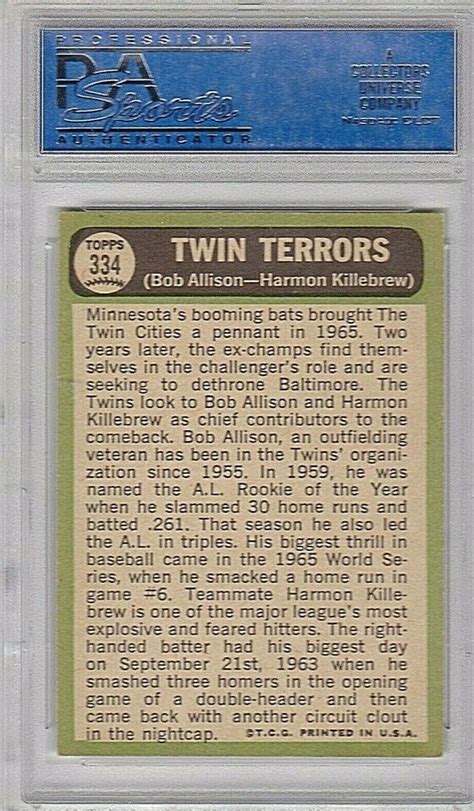 PROFESSIONAL
PSA
Sports
AUTHENTICATOR
A
COLLECTORS
UNIVERSE
COMPANY
NASDAQ: CLCT
TOPPS
334
TWIN TERRORS
(Bob Allison—Harmon Killebrew)
Minnesota's booming bats brought The
Twin Cities a pennant in 1965. Two
years later, the ex-champs find them-
selves in the challenger's role and are
seeking to dethrone Baltimore. The
Twins look to Bob Allison and Harmon
Killebrew as chief contributors to the
comeback. Bob Allison, an outfielding
veteran has been in the Twins' organi-
zation since 1955. In 1959, he was
named the A.L. Rookie of the Year
when he slammed 30 home runs and
batted .261. That season he also led
the A.L. in triples. His biggest thrill in
baseball came in the 1965 World Se-
ries, when he smacked a home run in
game #6. Teammate Harmon Kille-
brew is one of the major league's most
explosive and feared hitters. The right-
handed batter had his biggest day
on September 21st, 1963 when he
smashed three homers in the opening
game of a double-header and then
came back with another circuit clout
in the nightcap. ©T.C.G. PRINTED IN U.S.A.